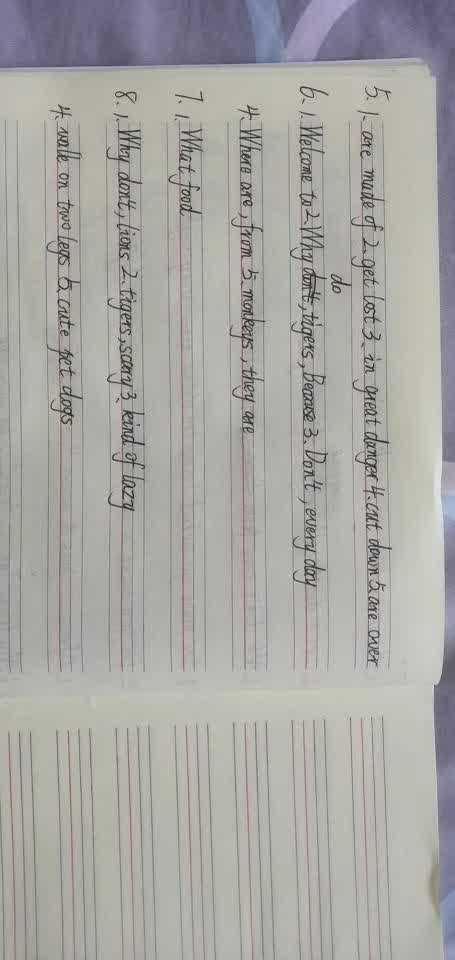 5. 1. are made of 2. get lost 3. in great danger 4. cut down 5. are over
do
6. 1. Welcome to 2. Why don't, tigers, Because 3. Don't, every day
4. Where are, from 5. monkeys, they are
7. 1. What food
8. 1. Why don't, lions 2. tigers, scary 3. kind of lazy
4. walk on two legs 5. cute pet dogs